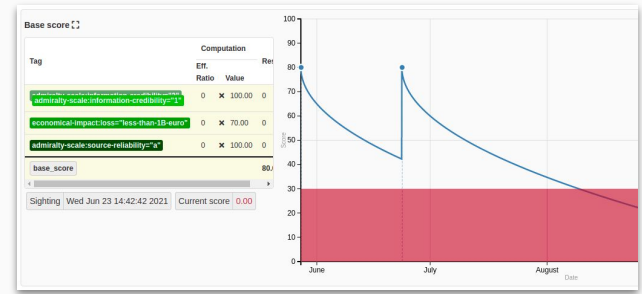 Base score
Tag
Computation
Eff. Ratio
Value
Res
admiralty-scale:information-credibility="1"
0 × 100.00 0
economical-impact:loss="less-than-1B-euro"
0 × 70.00 0
admiralty-scale:source-reliability="a"
0 × 100.00 0
base_score
80.
Sighting Wed Jun 23 14:42:42 2021
Current score 0.00
100
90
80
70
60
50
40
30
20
10
0
Score
June
July
August
Date